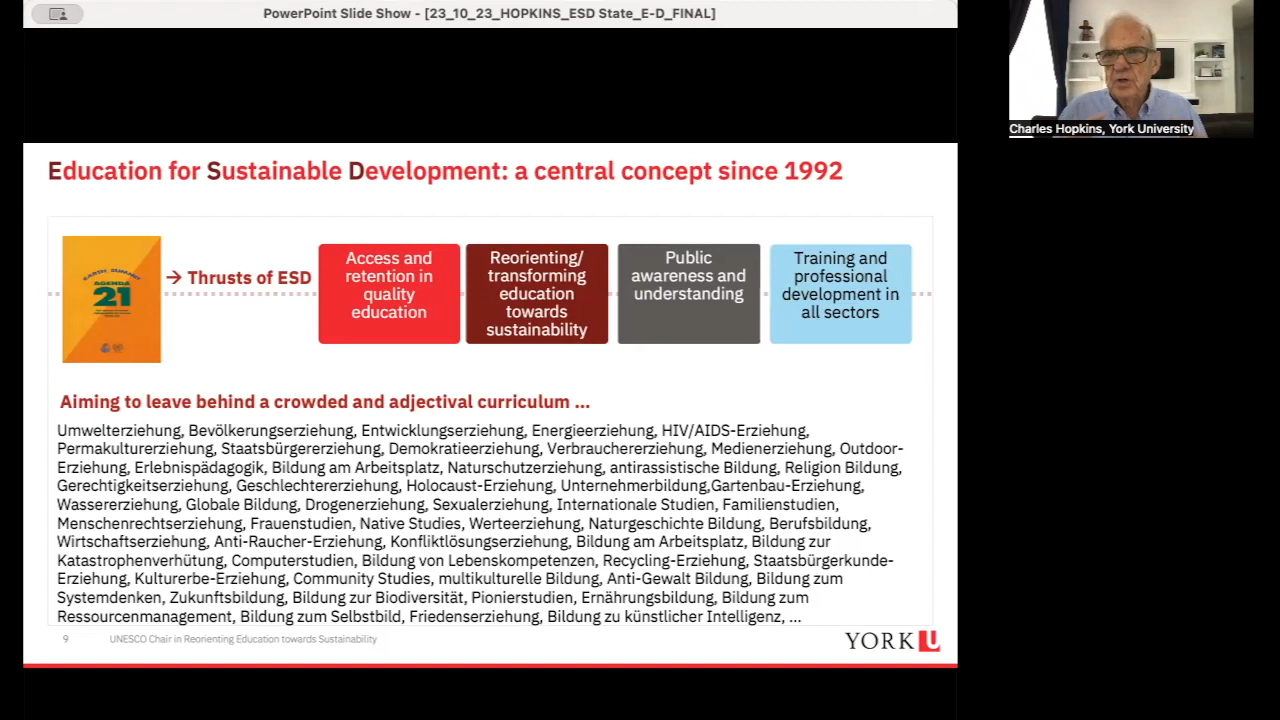 PowerPoint Slide Show - [23_10_23_HOPKINS_ESD State_E-D_FINAL]
Charles Hopkins, York University
Education for Sustainable Development: a central concept since 1992
EARTH SUMMIT
AGENDA
21
→ Thrusts of ESD
Access and
retention in
quality
education
Reorienting/
transforming
education
towards
sustainability
Public
awareness and
understanding
Training and
professional
development in
all sectors
Aiming to leave behind a crowded and adjectival curriculum ...
Umwelterziehung, Bevölkerungserziehung, Entwicklungserziehung, Energieerziehung, HIV/AIDS-Erziehung,
Permakulturerziehung, Staatsbürgererziehung, Demokratieerziehung, Verbrauchererziehung, Medienerziehung, Outdoor-
Erziehung, Erlebnispädagogik, Bildung am Arbeitsplatz, Naturschutzerziehung, antirassistische Bildung, Religion Bildung,
Gerechtigkeitserziehung, Geschlechtererziehung, Holocaust-Erziehung, Unternehmerbildung,Gartenbau-Erziehung,
Wassererziehung, Globale Bildung, Drogenerziehung, Sexualerziehung, Internationale Studien, Familienstudien,
Menschenrechtserziehung, Frauenstudien, Native Studies, Werteerziehung, Naturgeschichte Bildung, Berufsbildung,
Wirtschaftserziehung, Anti-Raucher-Erziehung, Konfliktlösungserziehung, Bildung am Arbeitsplatz, Bildung zur
Katastrophenverhütung, Computerstudien, Bildung von Lebenskompetenzen, Recycling-Erziehung, Staatsbürgerkunde-
Erziehung, Kulturerbe-Erziehung, Community Studies, multikulturelle Bildung, Anti-Gewalt Bildung, Bildung zum
Systemdenken, Zukunftsbildung, Bildung zur Biodiversität, Pionierstudien, Ernährungsbildung, Bildung zum
Ressourcenmanagement, Bildung zum Selbstbild, Friedenserziehung, Bildung zu künstlicher Intelligenz, ...
9
UNESCO Chair in Reorienting Education towards Sustainability
YORK U